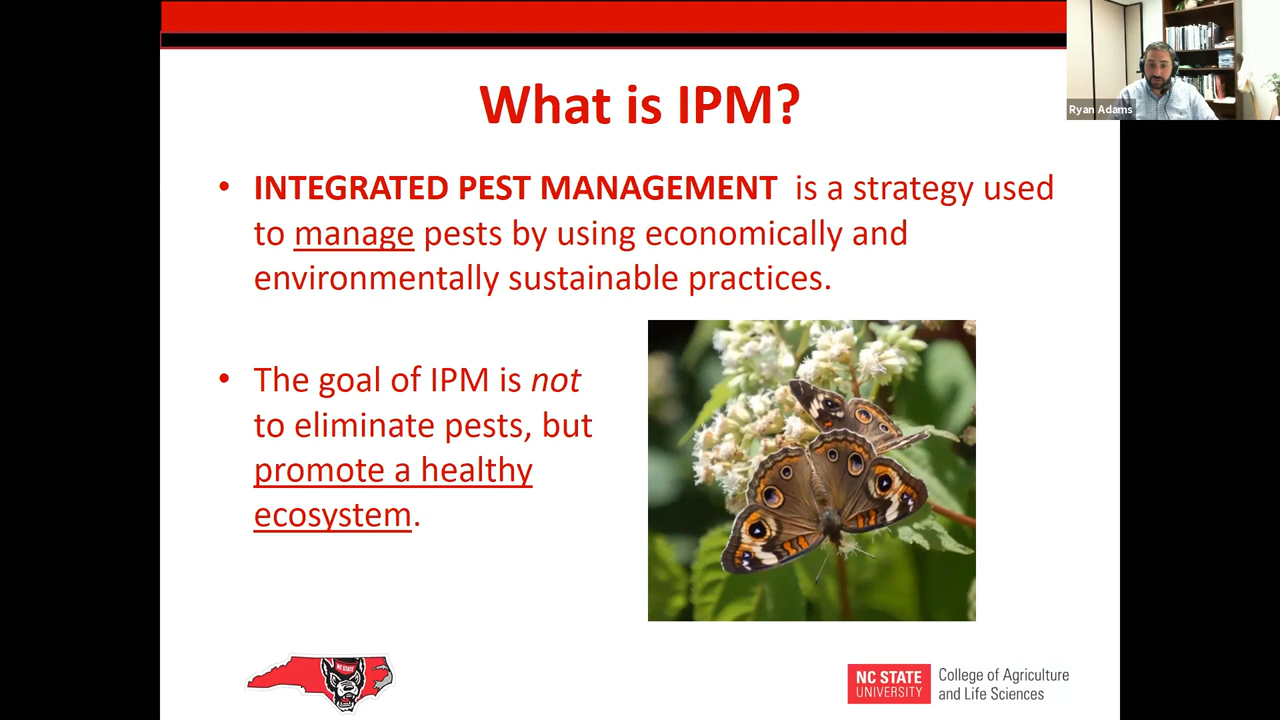 What is IPM?
Ryan Adams
• INTEGRATED PEST MANAGEMENT is a strategy used
to manage pests by using economically and
environmentally sustainable practices.
• The goal of IPM is not
to eliminate pests, but
promote a healthy
ecosystem.
NC STATE
NC STATE
UNIVERSITY
College of Agriculture
and Life Sciences